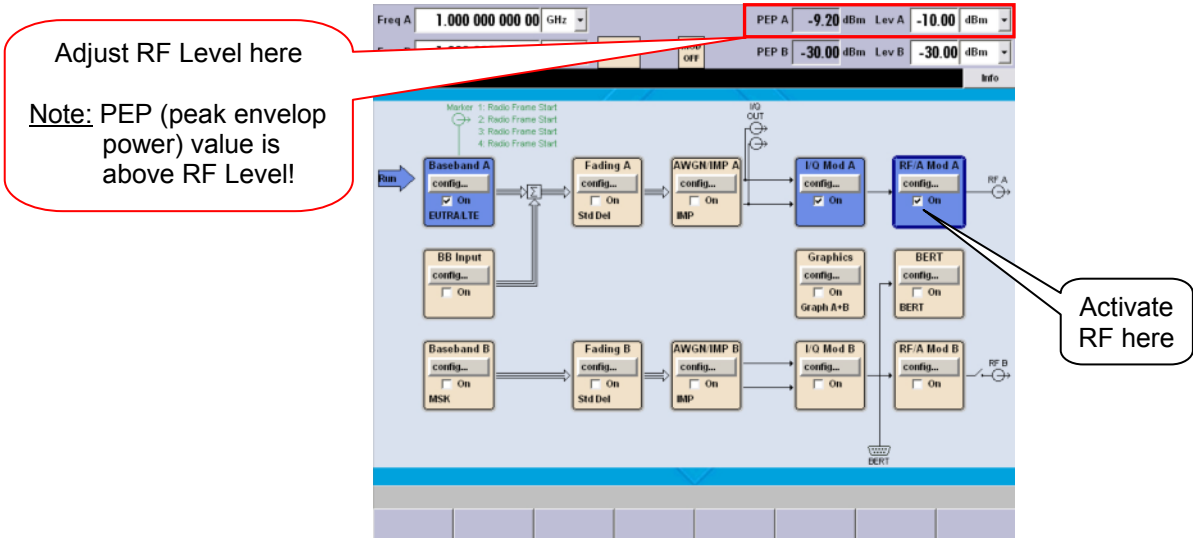 Freq A 1.000 000 000 00 GHz PEP A -9.20 dBm Lev A -10.00 dBm
OFF PEP B -30.00 dBm Lev B -30.00 dBm
Info
Adjust RF Level here
Note: PEP (peak envelop
power) value is
above RF Level!
Marker 1: Radio Frame Start
2: Radio Frame Start
3: Radio Frame Start
4: Radio Frame Start
I/Q
OUT
Run
Baseband A
config...
On
EUTRA/LTE
Fading A
config...
On
Std Del
AWGN/IMP A
config...
On
IMP
I/Q Mod A
config...
On
RF/A Mod A
config...
On
RF A
BB Input
config...
On
Graphics
config...
On
Graph A+B
BERT
config...
On
BERT
Activate
RF here
Baseband B
config...
On
MSK
Fading B
config...
On
Std Del
AWGN/IMP B
config...
On
IMP
I/Q Mod B
config...
On
RF/A Mod B
config...
On
RF B
BERT